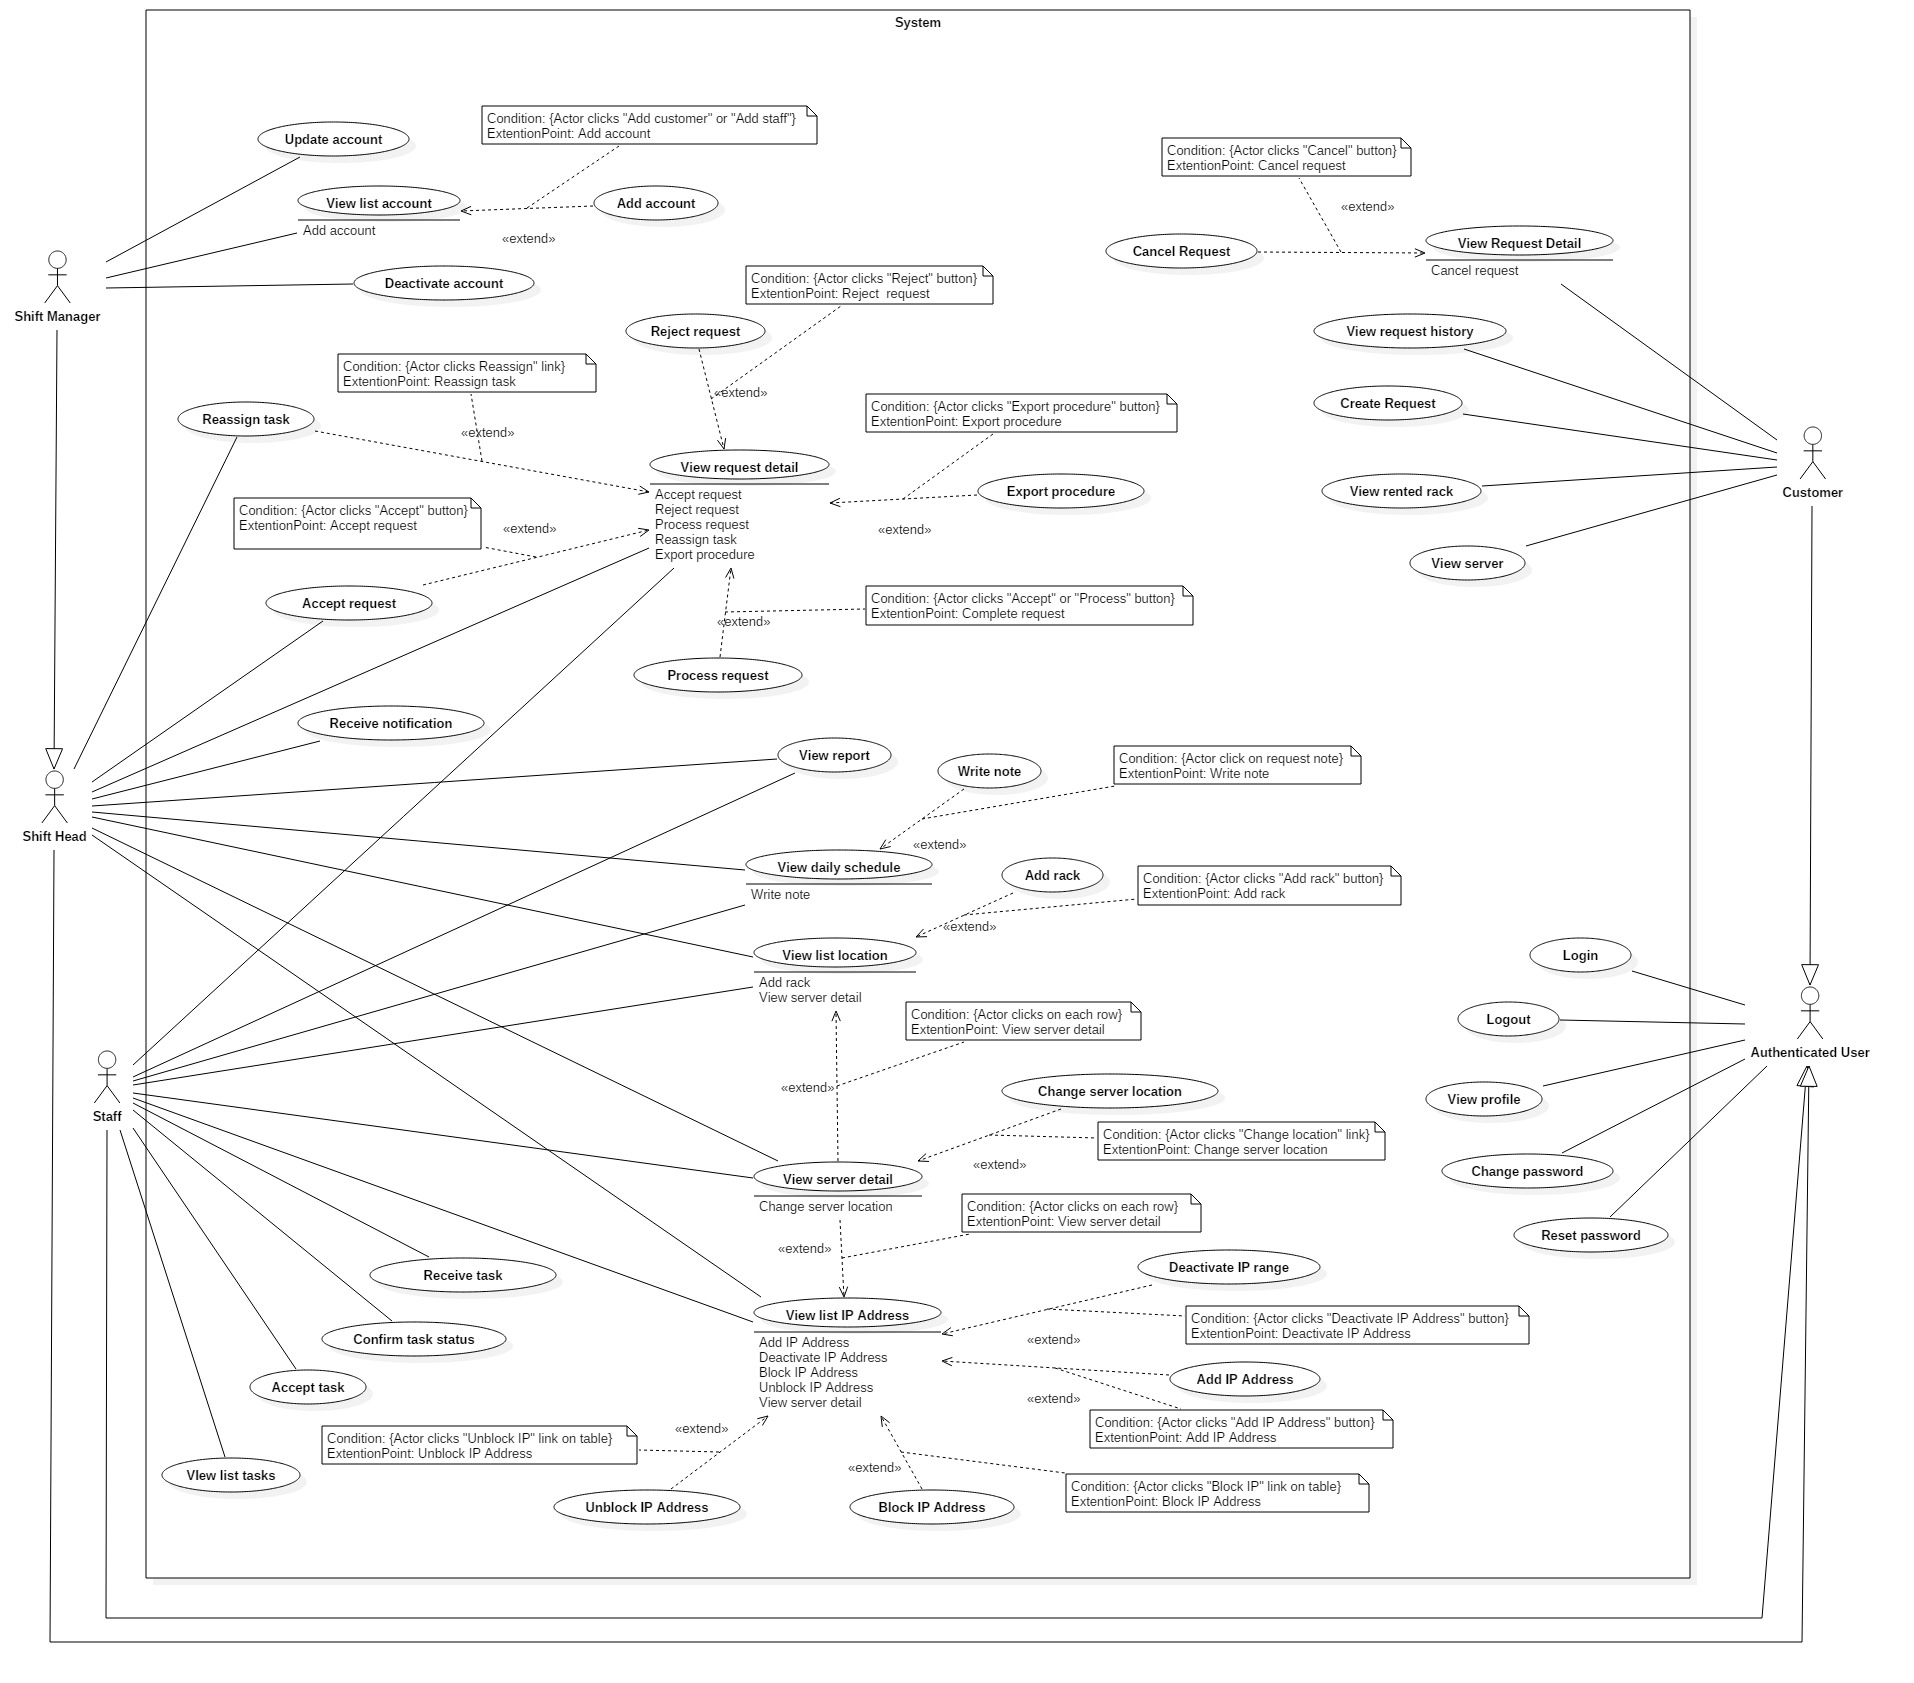 System
Condition: {Actor clicks "Add customer" or "Add staff"}
ExtentionPoint: Add account
Update account
Condition: {Actor clicks "Cancel" button}
ExtentionPoint: Cancel request
View list account
Add account
Add account
«extend»
«extend»
Cancel Request
View Request Detail
Cancel request
Shift Manager
Deactivate account
Condition: {Actor clicks "Reject" button}
ExtentionPoint: Reject  request
Reject request
View request history
Condition: {Actor clicks Reassign" link}
ExtentionPoint: Reassign task
«extend»
Condition: {Actor clicks "Export procedure" button}
ExtentionPoint: Export procedure
Create Request
Reassign task
«extend»
View request detail
Accept request
Reject request
Process request
Reassign task
Export procedure
Export procedure
View rented rack
Customer
Condition: {Actor clicks "Accept" button}
ExtentionPoint: Accept request
«extend»
«extend»
View server
Accept request
Condition: {Actor clicks "Accept" or "Process" button}
ExtentionPoint: Complete request
«extend»
Process request
Receive notification
View report
Write note
Condition: {Actor click on request note}
ExtentionPoint: Write note
Shift Head
«extend»
View daily schedule
Write note
Add rack
Condition: {Actor clicks "Add rack" button}
ExtentionPoint: Add rack
«extend»
View list location
Add rack
View server detail
Login
Condition: {Actor clicks on each row}
ExtentionPoint: View server detail
Logout
Authenticated User
«extend»
Change server location
View profile
Staff
Condition: {Actor clicks "Change location" link}
ExtentionPoint: Change server location
«extend»
View server detail
Change server location
Change password
Condition: {Actor clicks on each row}
ExtentionPoint: View server detail
«extend»
Reset password
Receive task
Deactivate IP range
View list IP Address
Add IP Address
Deactivate IP Address
Block IP Address
Unblock IP Address
View server detail
Condition: {Actor clicks "Deactivate IP Address" button}
ExtentionPoint: Deactivate IP Address
«extend»
Confirm task status
Accept task
Add IP Address
«extend»
Condition: {Actor clicks "Add IP Address" button}
ExtentionPoint: Add IP Address
Condition: {Actor clicks "Unblock IP" link on table}
ExtentionPoint: Unblock IP Address
«extend»
«extend»
VIew list tasks
Condition: {Actor clicks "Block IP" link on table}
ExtentionPoint: Block IP Address
Unblock IP Address
Block IP Address